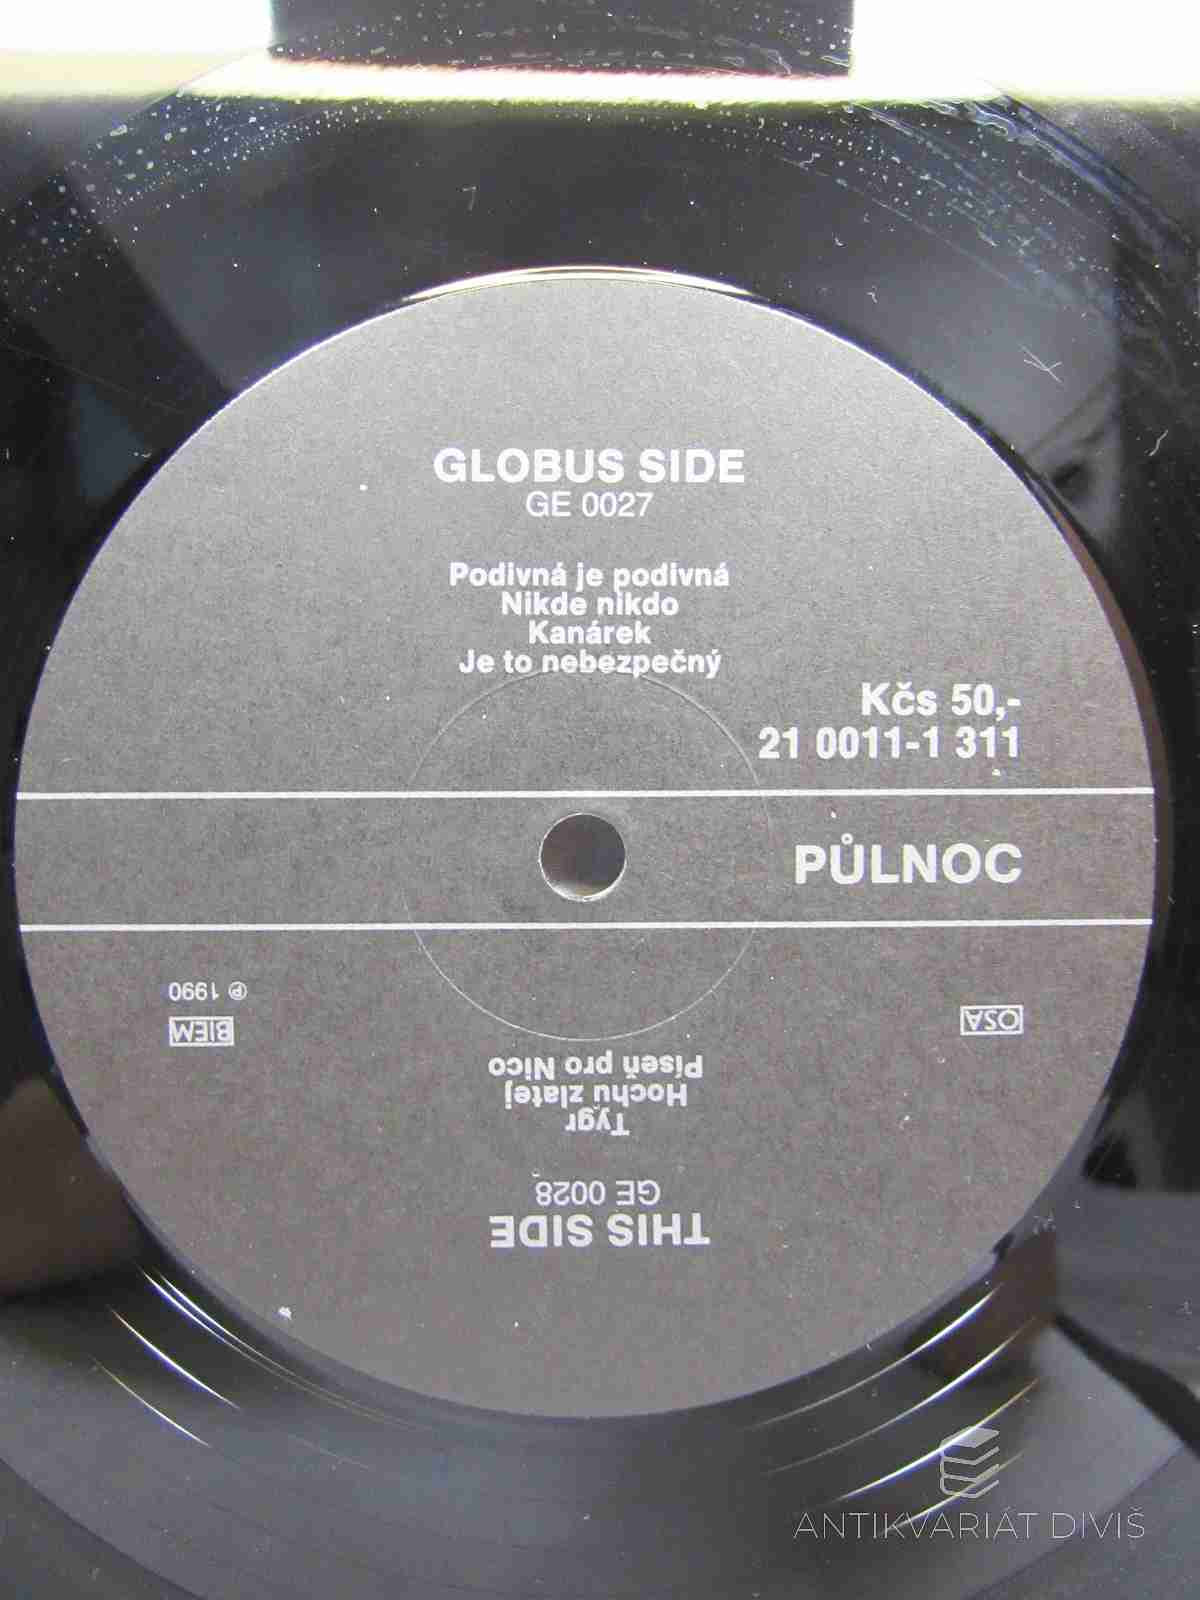 GLOBUS SIDE
GE 0027
Podivná je podivná
Nikde nikdo
Kanárek
Je to nebezpečný
Kčs 50,-
21 0011-1 311
PŮLNOC
THIS SIDE
GE 0028
Tygr
Hochu zlatej
Píseň pro Nico
OSA
BIEM
℗ 1990
ANTIKVARIÁT DIVIŠ